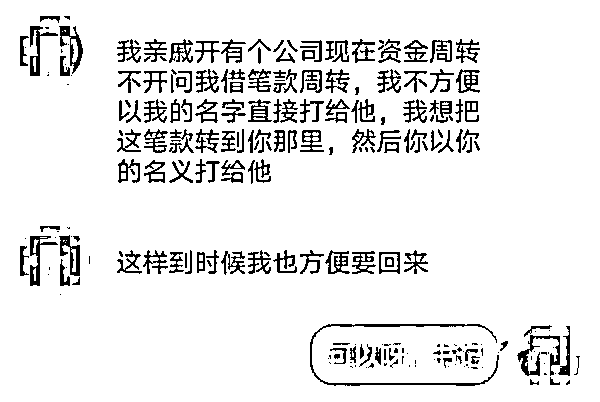 我亲戚开有个公司现在资金周转
不开问我借笔款周转，我不方便
以我的名字直接打给他，我想把
这笔款转到你那里，然后你以你
的名义打给他
这样到时候我也方便要回来
可以呀 书记